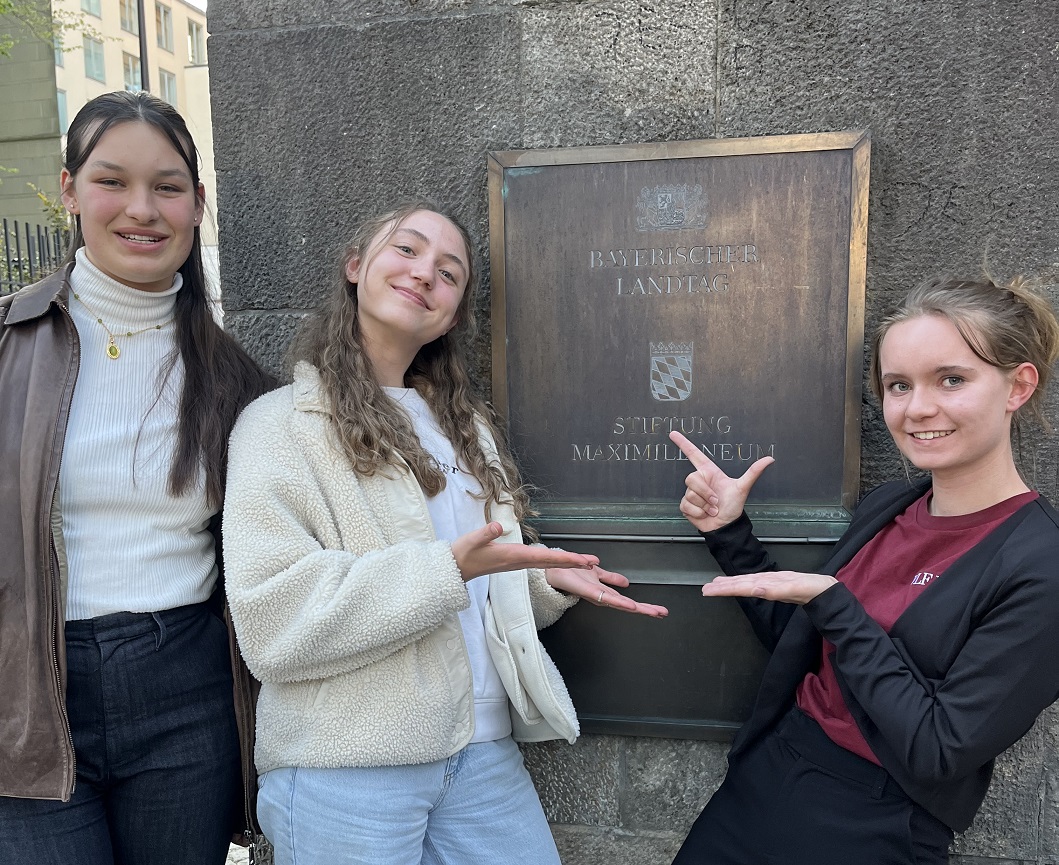 BAYERISCHER
LANDTAG
STIFTUNG
MAXIMILIANEUM